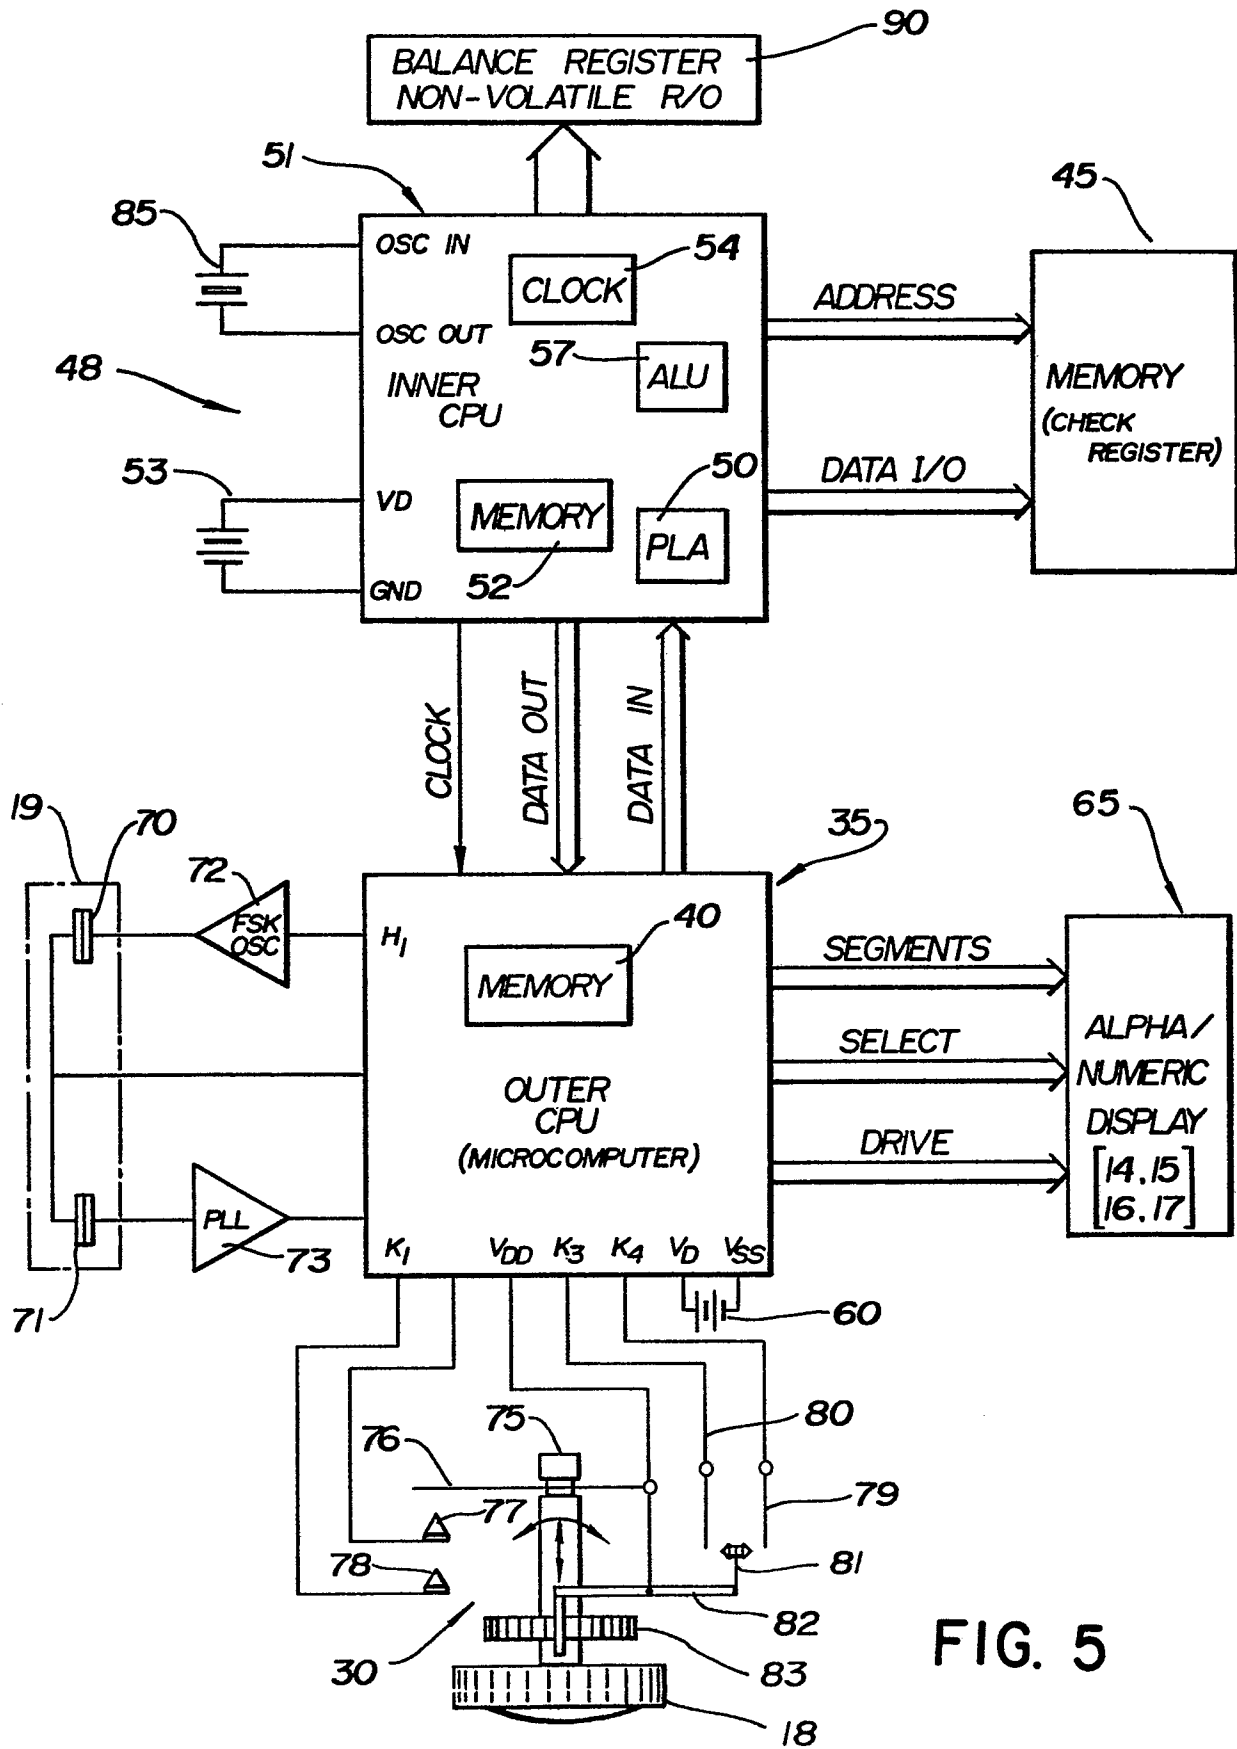 90
BALANCE REGISTER
NON-VOLATILE R/O
51
45
85
OSC IN
54
CLOCK
ADDRESS
OSC OUT
57
ALU
48
INNER
CPU
MEMORY
(CHECK
REGISTER)
53
50
DATA I/O
VD
MEMORY
PLA
52
GND
CLOCK
DATA OUT
DATA IN
19
70
35
65
72
FSK
OSC
H1
40
MEMORY
SEGMENTS
SELECT
ALPHA/
NUMERIC
DISPLAY
[14, 15
16, 17]
OUTER
CPU
(MICROCOMPUTER)
DRIVE
PLL
73
71
K1
VDD
K3
K4
VD
VSS
60
75
76
80
77
79
78
81
82
30
83
18
FIG. 5